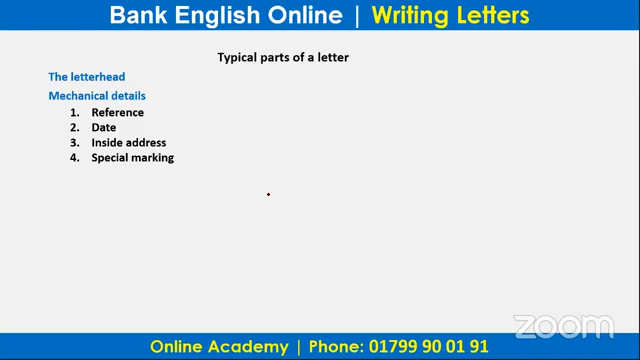 Bank English Online | Writing Letters
Typical parts of a letter
The letterhead
Mechanical details
1. Reference
2. Date
3. Inside address
4. Special marking
zoom
Online Academy | Phone: 01799 90 01 91